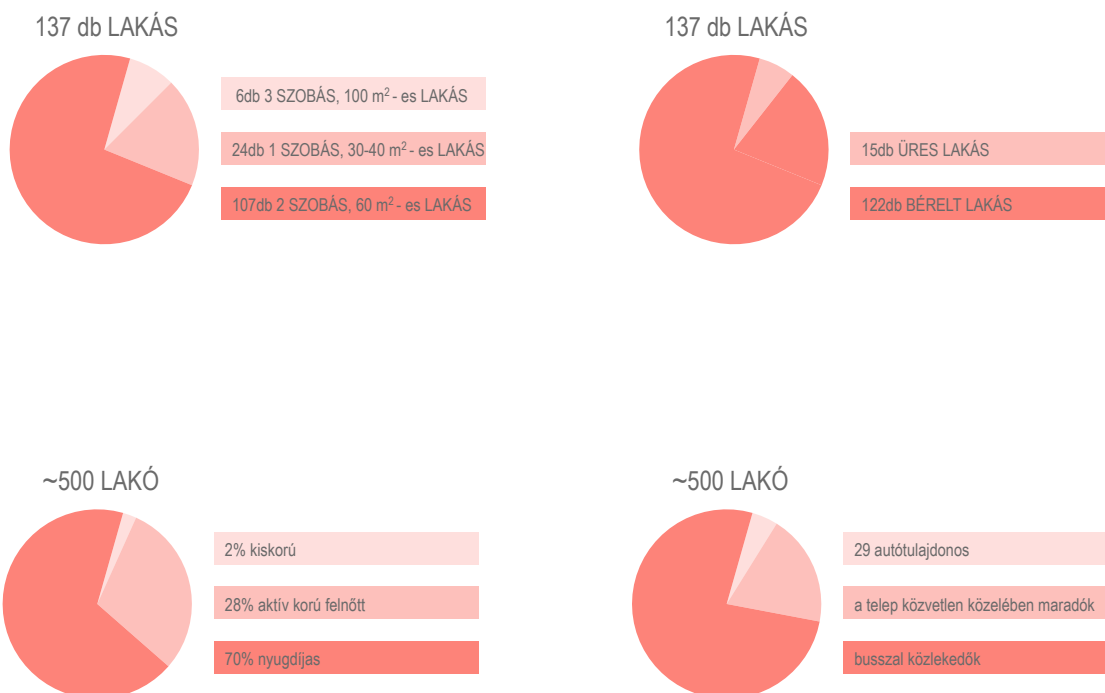 137 db LAKÁS
6db 3 SZOBÁS, 100 m² - es LAKÁS
24db 1 SZOBÁS, 30-40 m² - es LAKÁS
107db 2 SZOBÁS, 60 m² - es LAKÁS
137 db LAKÁS
15db ÜRES LAKÁS
122db BÉRELT LAKÁS
~500 LAKÓ
2% kiskorú
28% aktív korú felnőtt
70% nyugdíjas
~500 LAKÓ
29 autótulajdonos
a telep közvetlen közelében maradók
busszal közlekedők